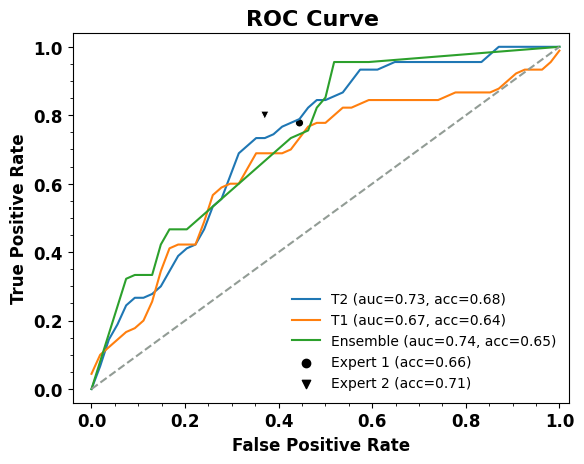 ROC Curve
True Positive Rate
1.0
0.8
0.6
0.4
0.2
0.0
T2 (auc=0.73, acc=0.68)
T1 (auc=0.67, acc=0.64)
Ensemble (auc=0.74, acc=0.65)
Expert 1 (acc=0.66)
Expert 2 (acc=0.71)
0.0 0.2 0.4 0.6 0.8 1.0
False Positive Rate